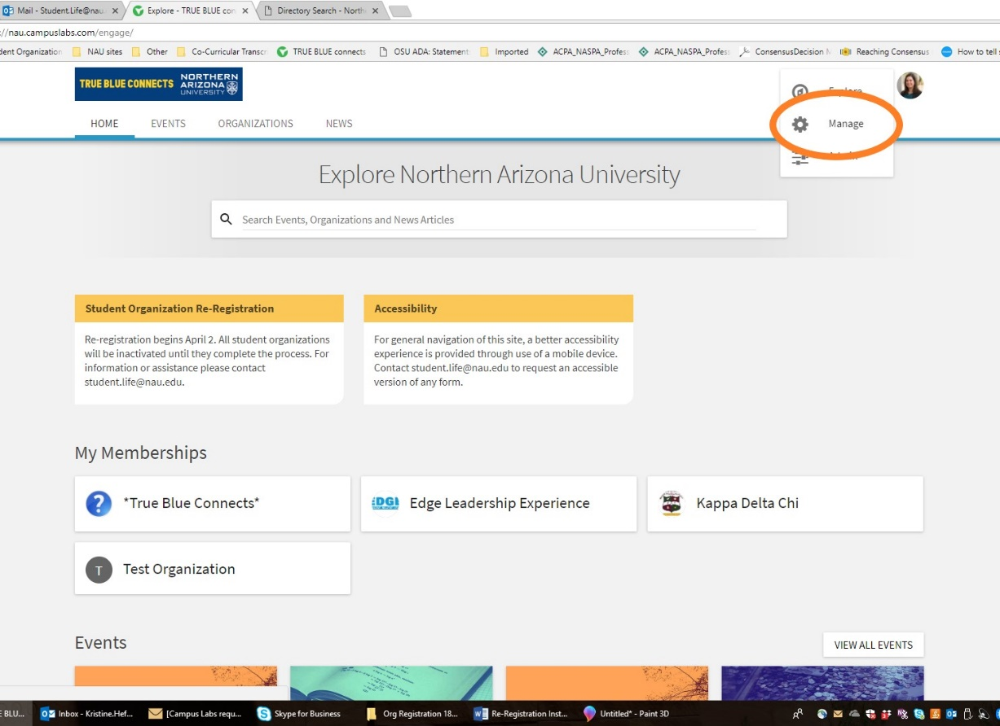 Mail - Student.Life@nau.
Explore - TRUE BLUE con
Directory Search - North
://nau.campuslabs.com/engage/
dent Organization NAU sites Other Co-Curricular Transcr TRUE BLUE connects OSU ADA: Statement Imported ACPA_NASPA_Profess ACPA_NASPA_Profess ConsensusDecision Reaching Consensus How to tell
TRUE BLUE CONNECTS
NORTHERN
ARIZONA
UNIVERSITY
Explore
HOME EVENTS ORGANIZATIONS NEWS
Manage
Explore Northern Arizona University
Search Events, Organizations and News Articles
Student Organization Re-Registration
Re-registration begins April 2. All student organizations
will be inactivated until they complete the process. For
information or assistance please contact
student.life@nau.edu.
Accessibility
For general navigation of this site, a better accessibility
experience is provided through use of a mobile device.
Contact student.life@nau.edu to request an accessible
version of any form.
My Memberships
*True Blue Connects*
Edge Leadership Experience
Kappa Delta Chi
T Test Organization
Events
VIEW ALL EVENTS
E BLU... Inbox - Kristine.Hef... [Campus Labs requ... Skype for Business Org Registration 18... Re-Registration Inst... Untitled* - Paint 3D